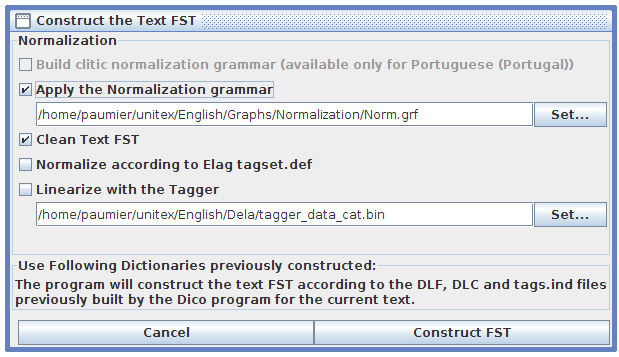 Construct the Text FST
Normalization
Build clitic normalization grammar (available only for Portuguese (Portugal))
Apply the Normalization grammar
/home/paumier/unitex/English/Graphs/Normalization/Norm.grf
Set...
Clean Text FST
Normalize according to Elag tagset.def
Linearize with the Tagger
/home/paumier/unitex/English/Dela/tagger_data_cat.bin
Set...
Use Following Dictionaries previously constructed:
The program will construct the text FST according to the DLF, DLC and tags.ind files
previously built by the Dico program for the current text.
Cancel
Construct FST